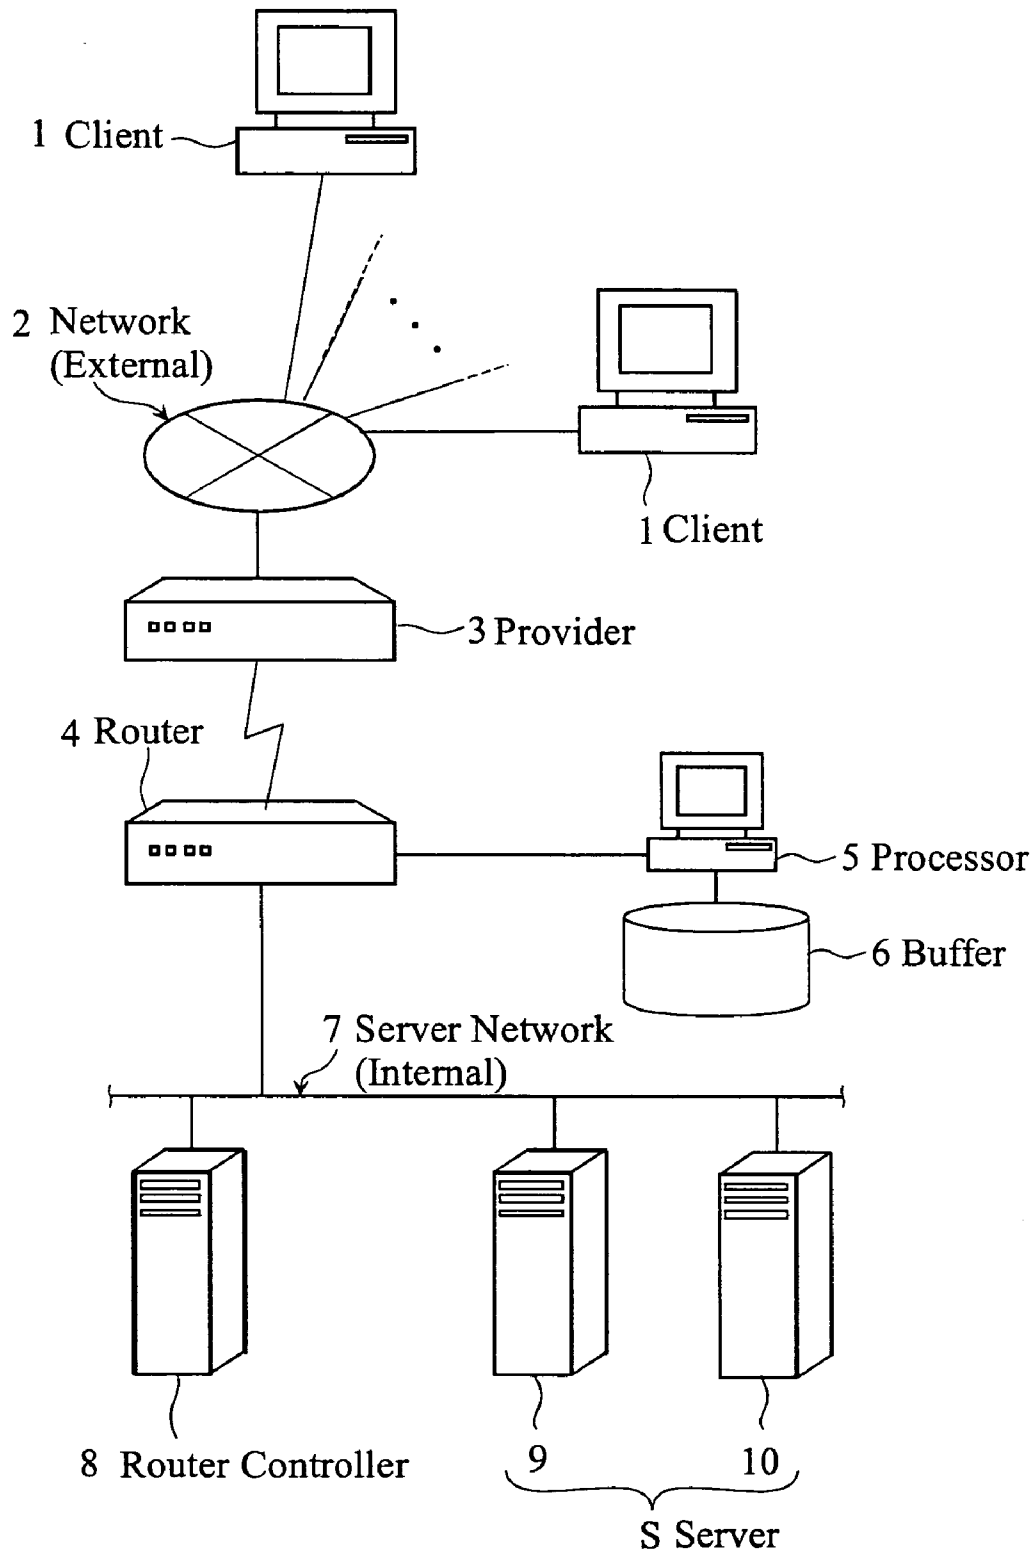 1 Client
2 Network
(External)
1 Client
3 Provider
4 Router
5 Processor
6 Buffer
7 Server Network
(Internal)
8 Router Controller
9
10
S Server